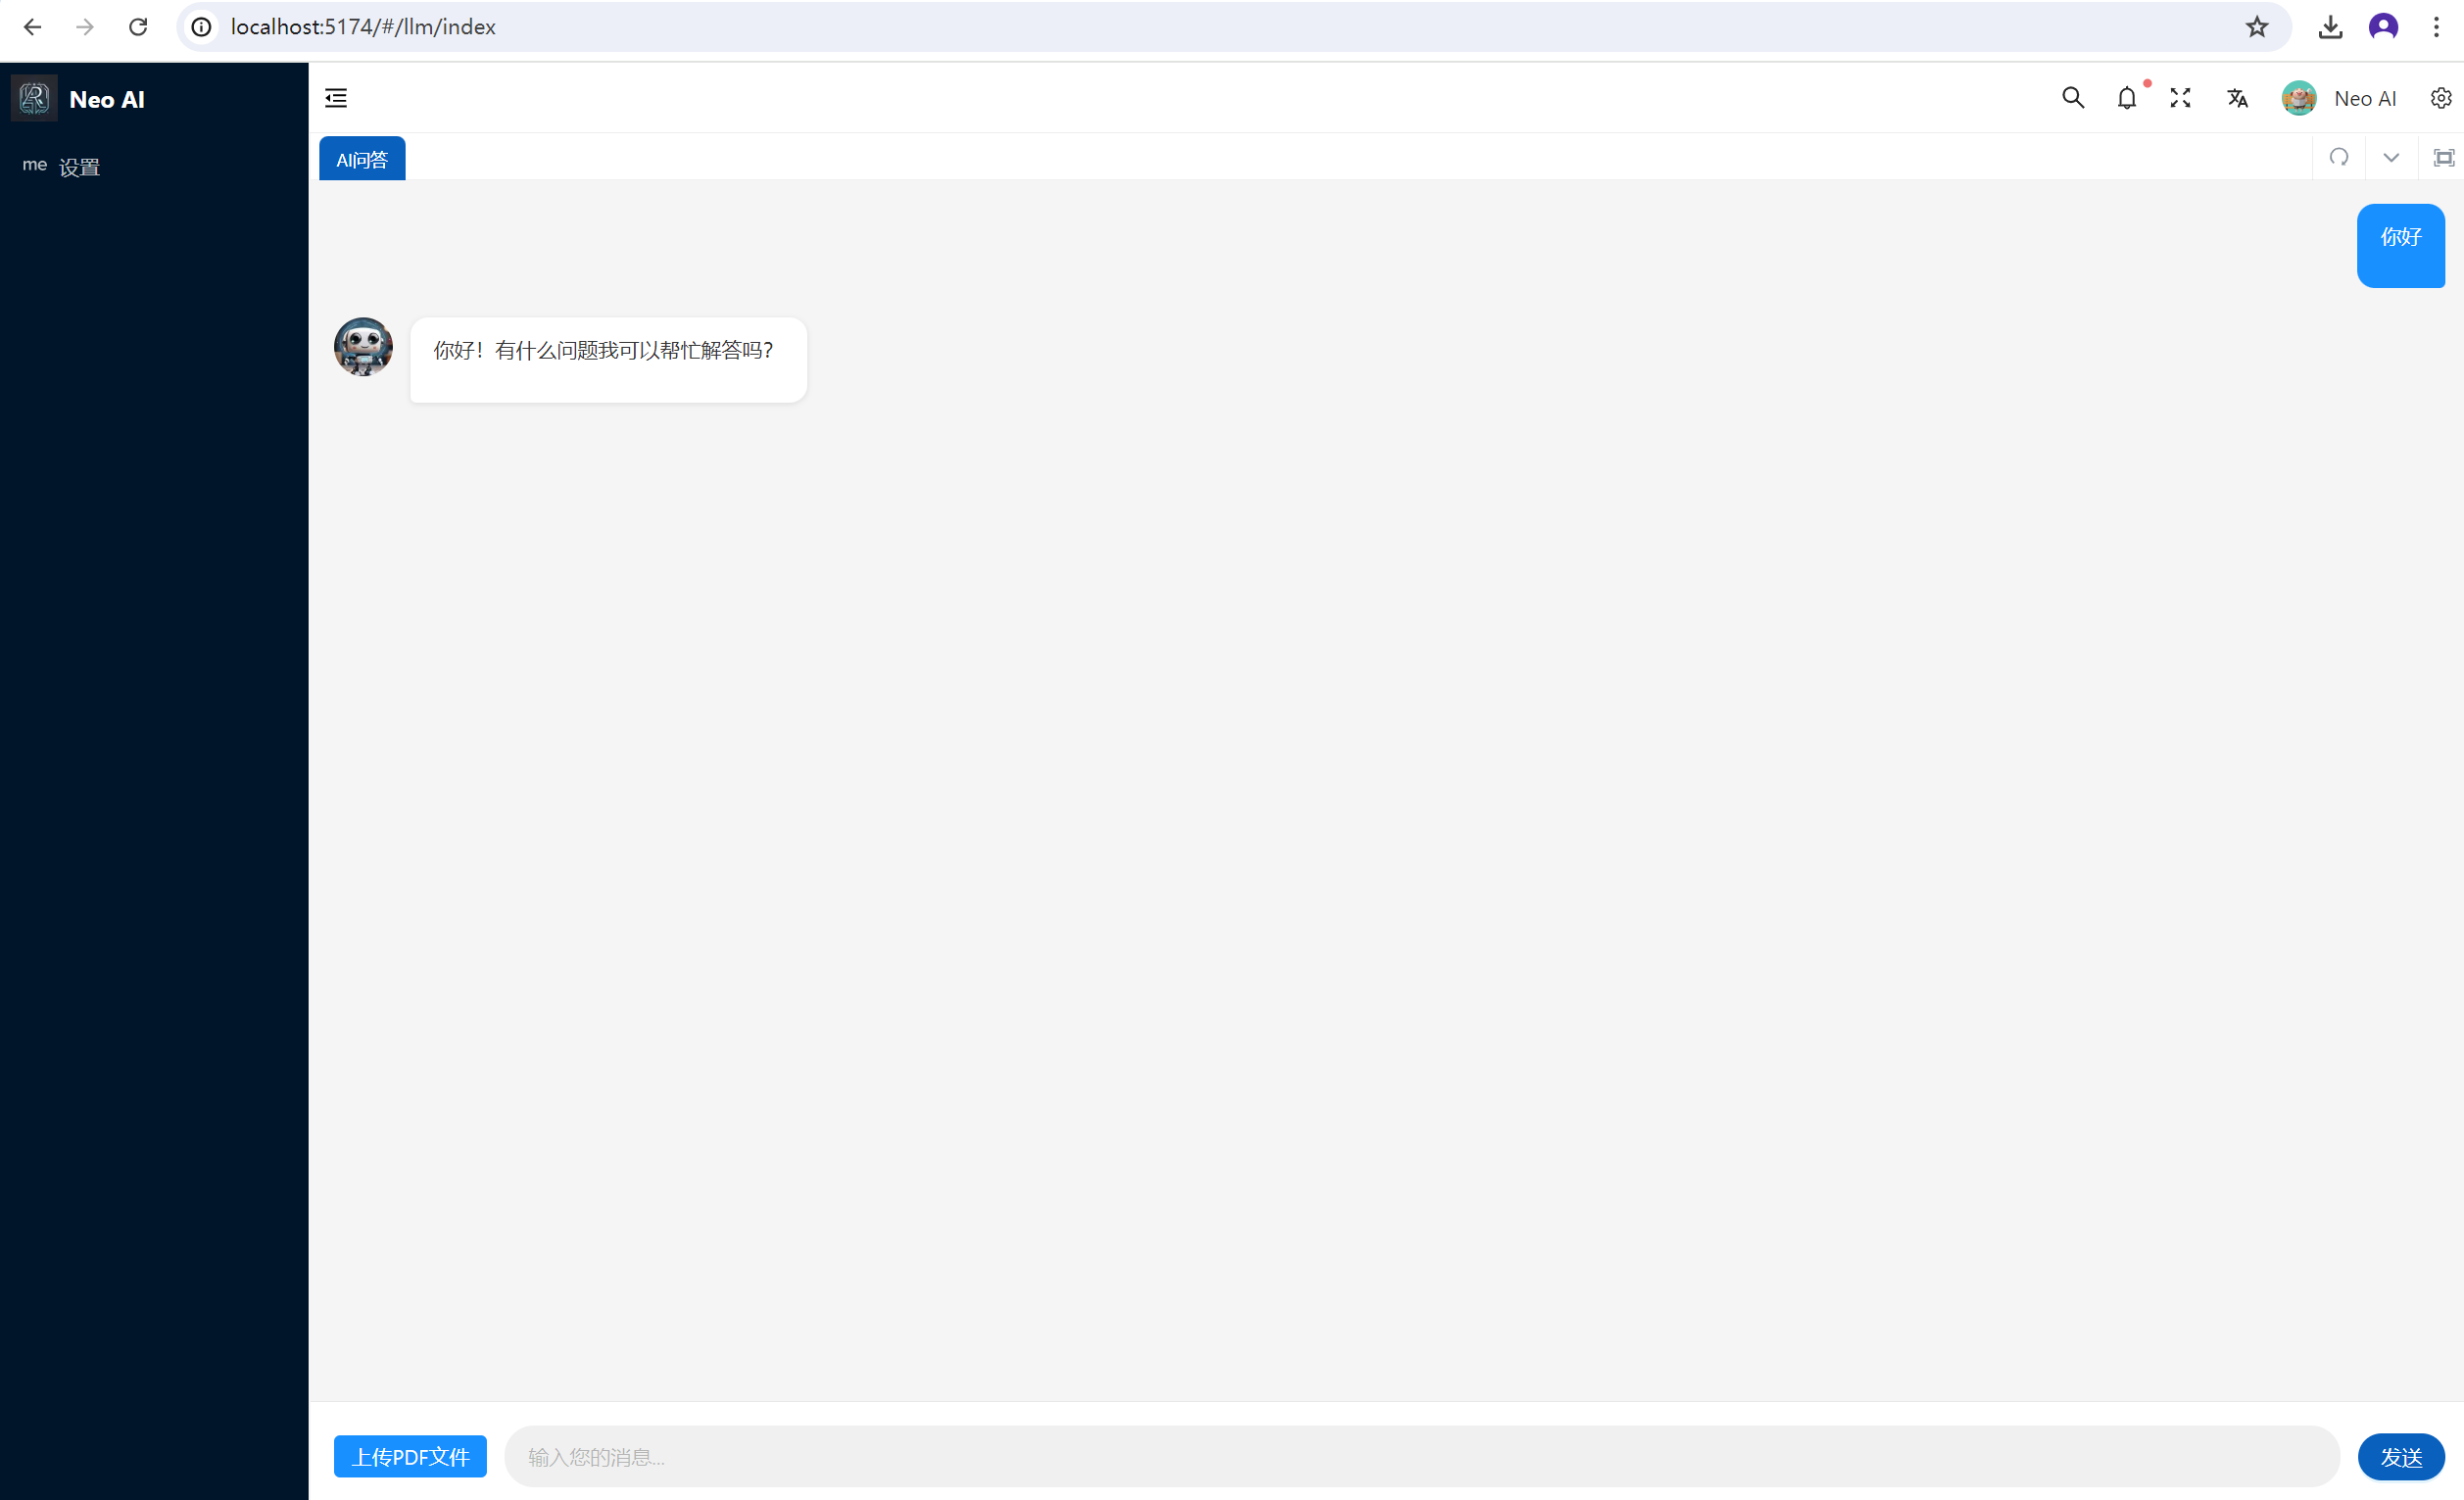 localhost:5174/#/llm/index
Neo AI
Neo AI
me 设置
AI问答
你好
你好！有什么问题我可以帮忙解答吗？
上传PDF文件
输入您的消息...
发送